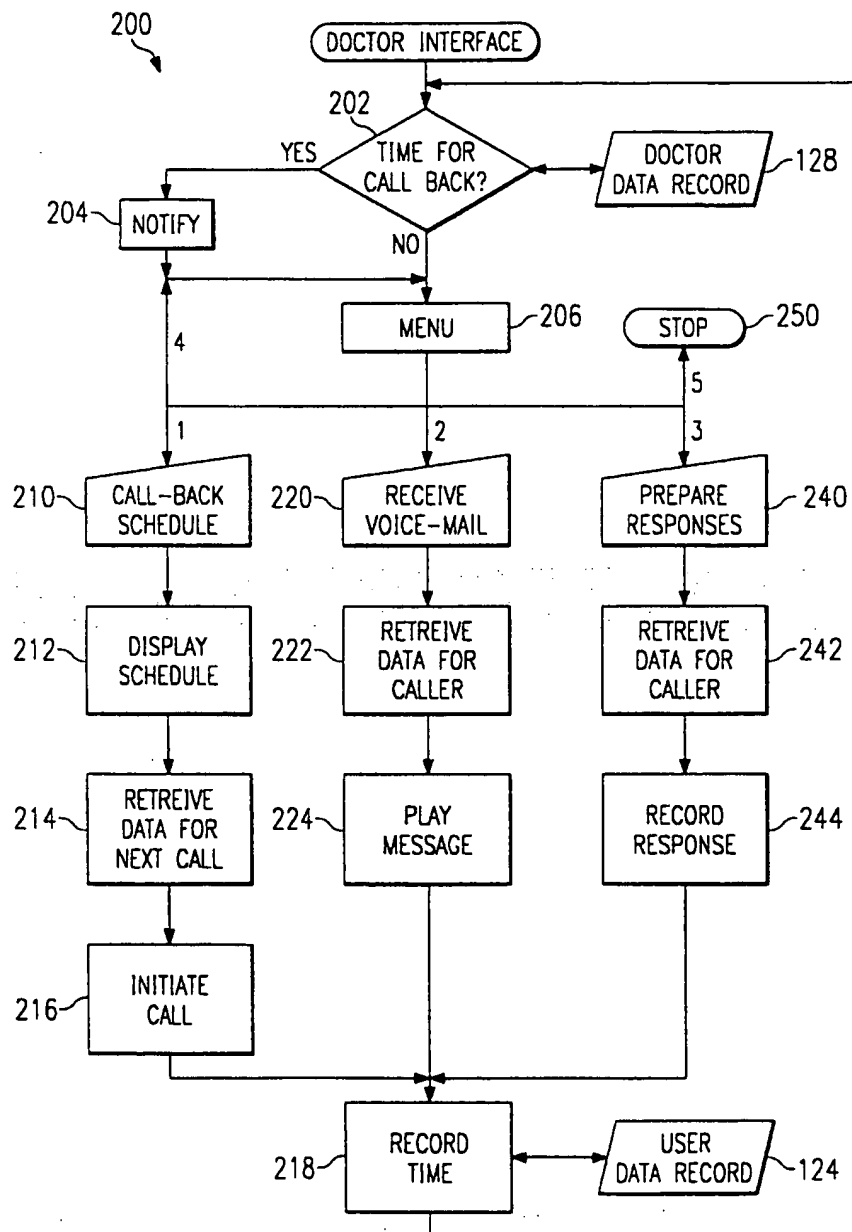 200
DOCTOR INTERFACE
202
YES
TIME FOR
CALL BACK?
DOCTOR
DATA RECORD
128
204
NOTIFY
NO
MENU
206
STOP
250
4
5
1
2
3
210
CALL-BACK
SCHEDULE
220
RECEIVE
VOICE-MAIL
PREPARE
RESPONSES
240
212
DISPLAY
SCHEDULE
222
RETREIVE
DATA FOR
CALLER
RETREIVE
DATA FOR
CALLER
242
214
RETREIVE
DATA FOR
NEXT CALL
224
PLAY
MESSAGE
RECORD
RESPONSE
244
216
INITIATE
CALL
218
RECORD
TIME
USER
DATA RECORD
124